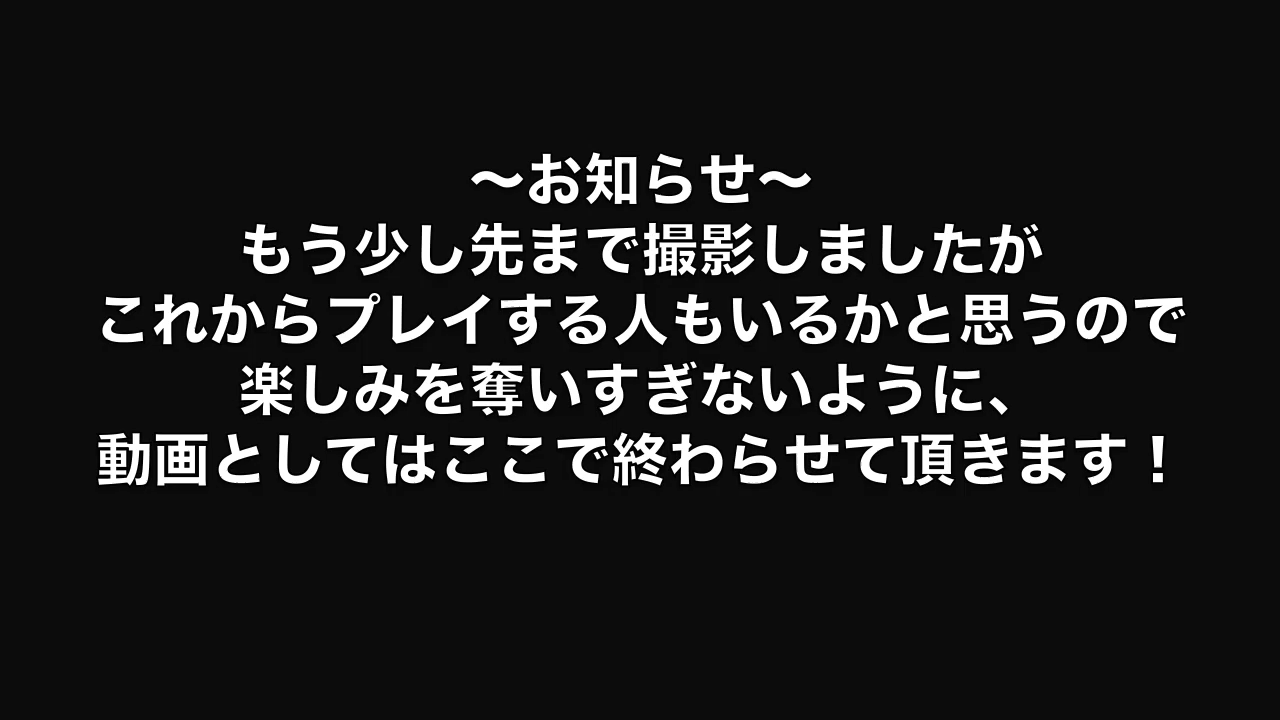 〜お知らせ〜
もう少し先まで撮影しましたが
これからプレイする人もいるかと思うので
楽しみを奪いすぎないように、
動画としてはここで終わらせて頂きます！